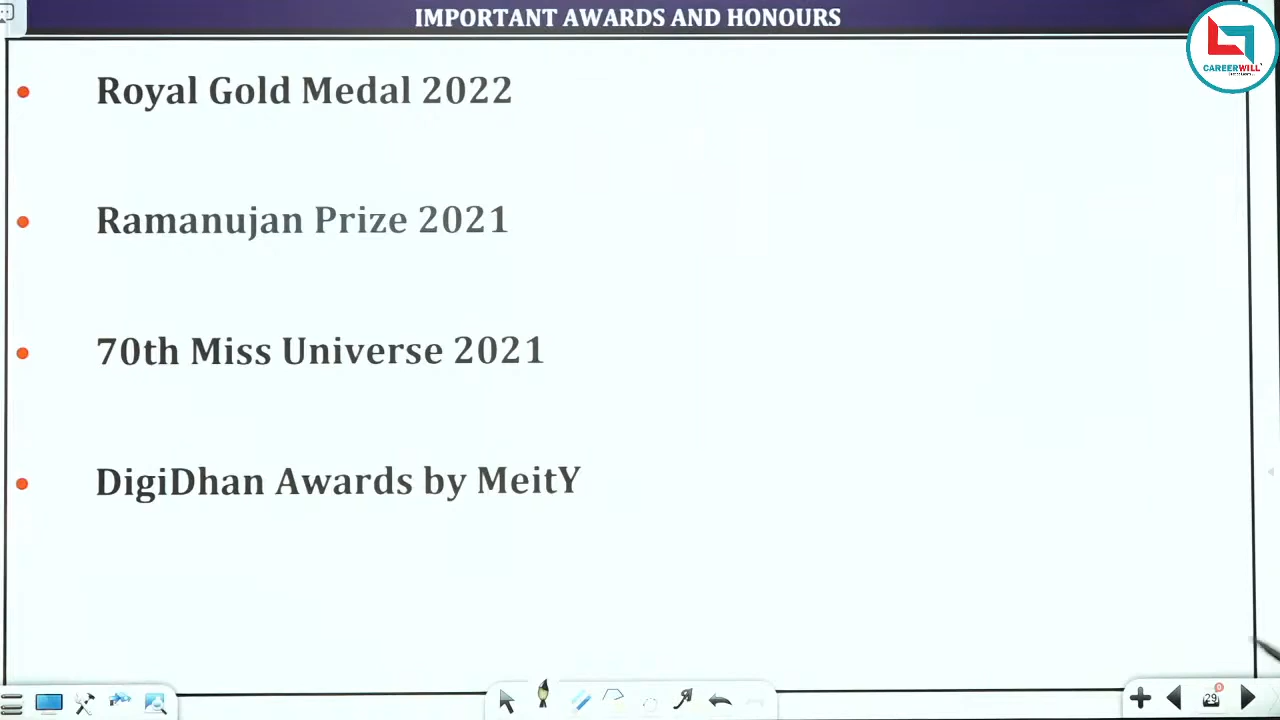 IMPORTANT AWARDS AND HONOURS
CAREERWILL
Royal Gold Medal 2022
Ramanujan Prize 2021
70th Miss Universe 2021
DigiDhan Awards by MeitY
29